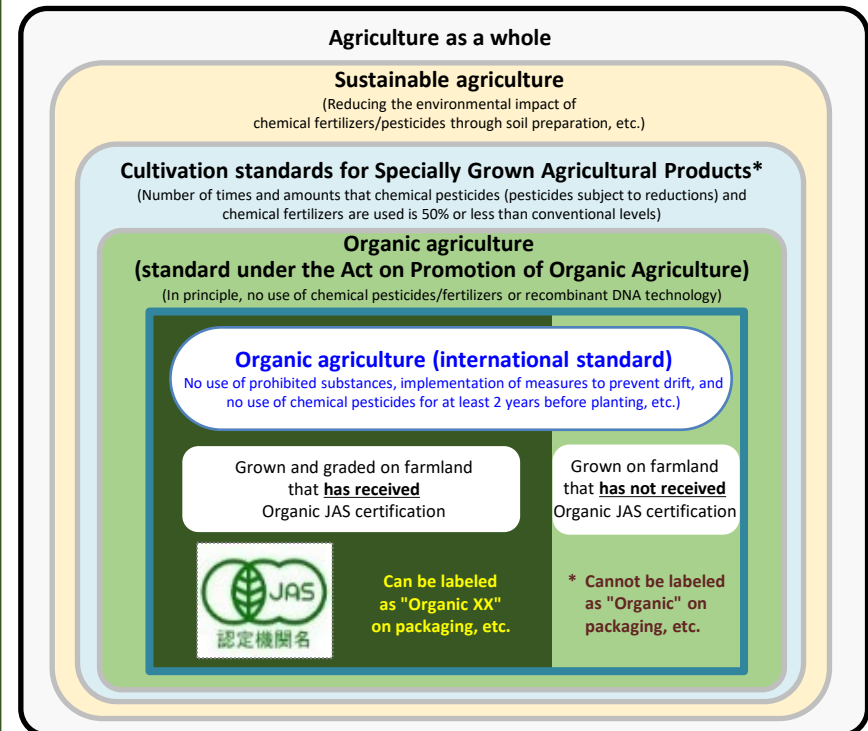 Agriculture as a whole
Sustainable agriculture
(Reducing the environmental impact of
chemical fertilizers/pesticides through soil preparation, etc.)
Cultivation standards for Specially Grown Agricultural Products*
(Number of times and amounts that chemical pesticides (pesticides subject to reductions) and
chemical fertilizers are used is 50% or less than conventional levels)
Organic agriculture
(standard under the Act on Promotion of Organic Agriculture)
(In principle, no use of chemical pesticides/fertilizers or recombinant DNA technology)
Organic agriculture (international standard)
No use of prohibited substances, implementation of measures to prevent drift, and
no use of chemical pesticides for at least 2 years before planting, etc.)
Grown and graded on farmland
that has received
Organic JAS certification
Grown on farmland
that has not received
Organic JAS certification
JAS
認定機関名
Can be labeled
as "Organic XX"
on packaging, etc.
* Cannot be labeled
as "Organic" on
packaging, etc.